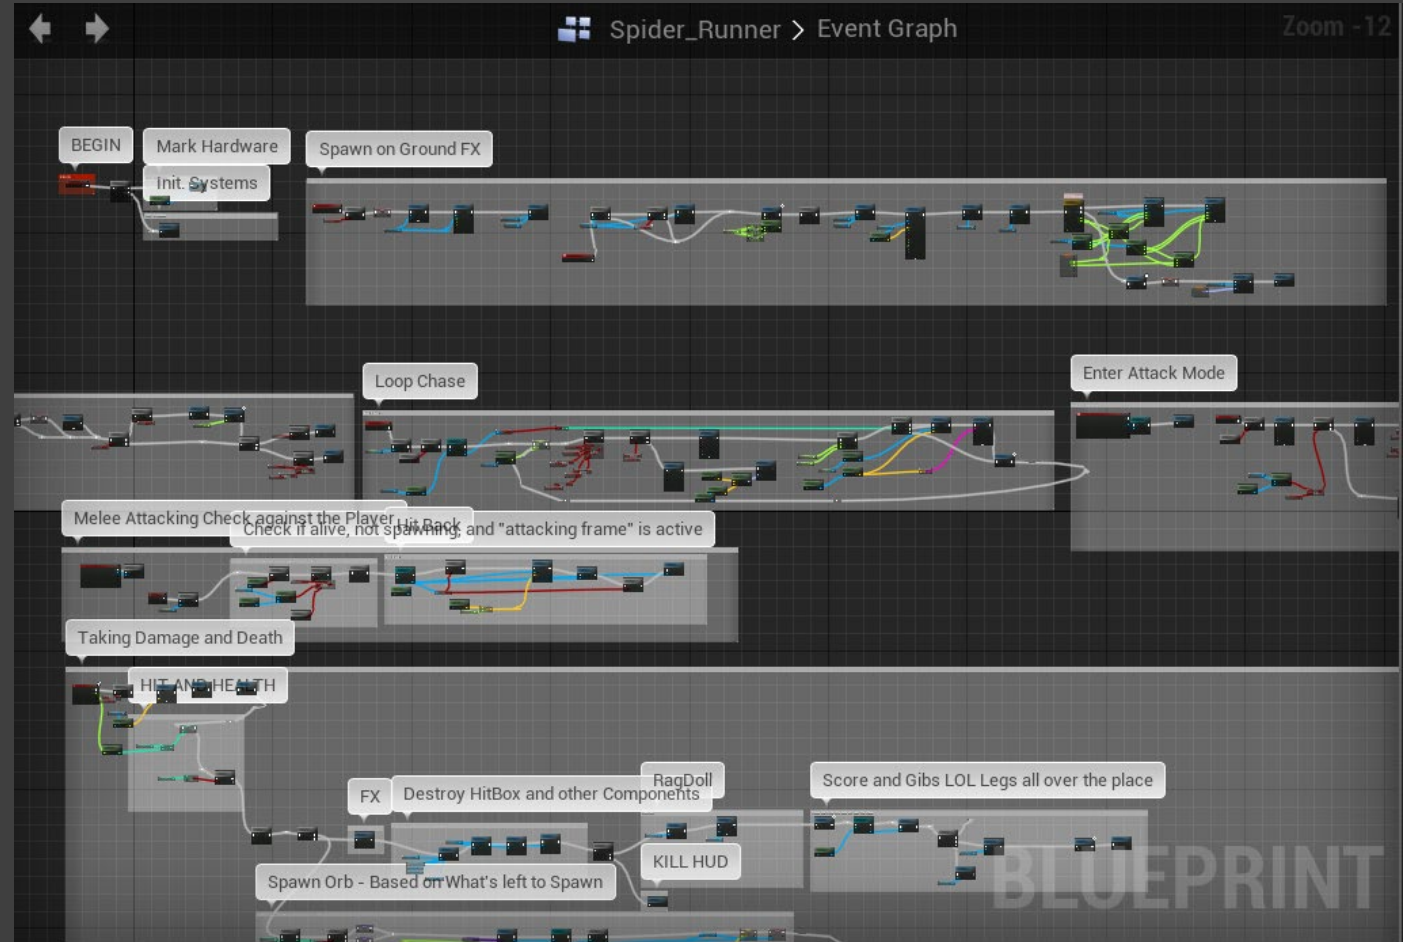 Spider_Runner > Event Graph
Zoom -12
BEGIN
Mark Hardware
Init. Systems
Spawn on Ground FX
Loop Chase
Enter Attack Mode
Melee Attacking Check against the Player
Hit Back
Check if alive, not spawning, and "attacking frame" is active
Taking Damage and Death
HIT AND HEALTH
FX
Destroy HitBox and other Components
RagDoll
Score and Gibs LOL Legs all over the place
KILL HUD
Spawn Orb - Based on What's left to Spawn
BLUEPRINT